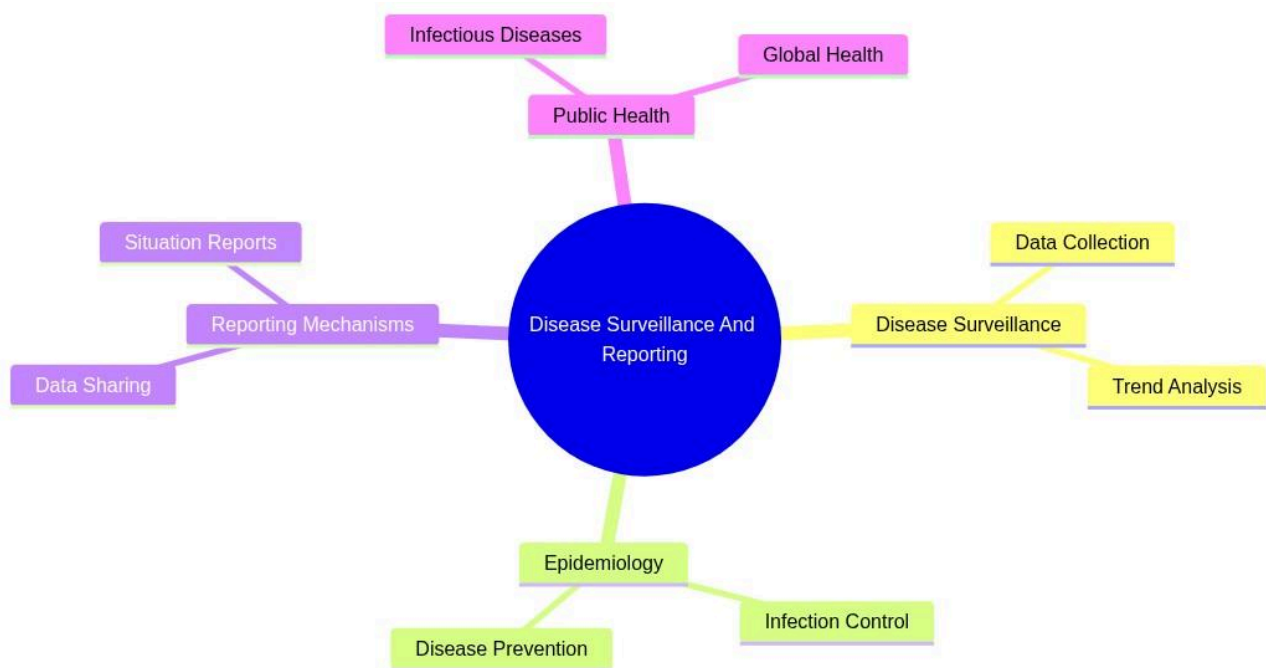 Infectious Diseases
Global Health
Public Health
Situation Reports
Data Collection
Reporting Mechanisms
Disease Surveillance And
Reporting
Disease Surveillance
Data Sharing
Trend Analysis
Epidemiology
Infection Control
Disease Prevention